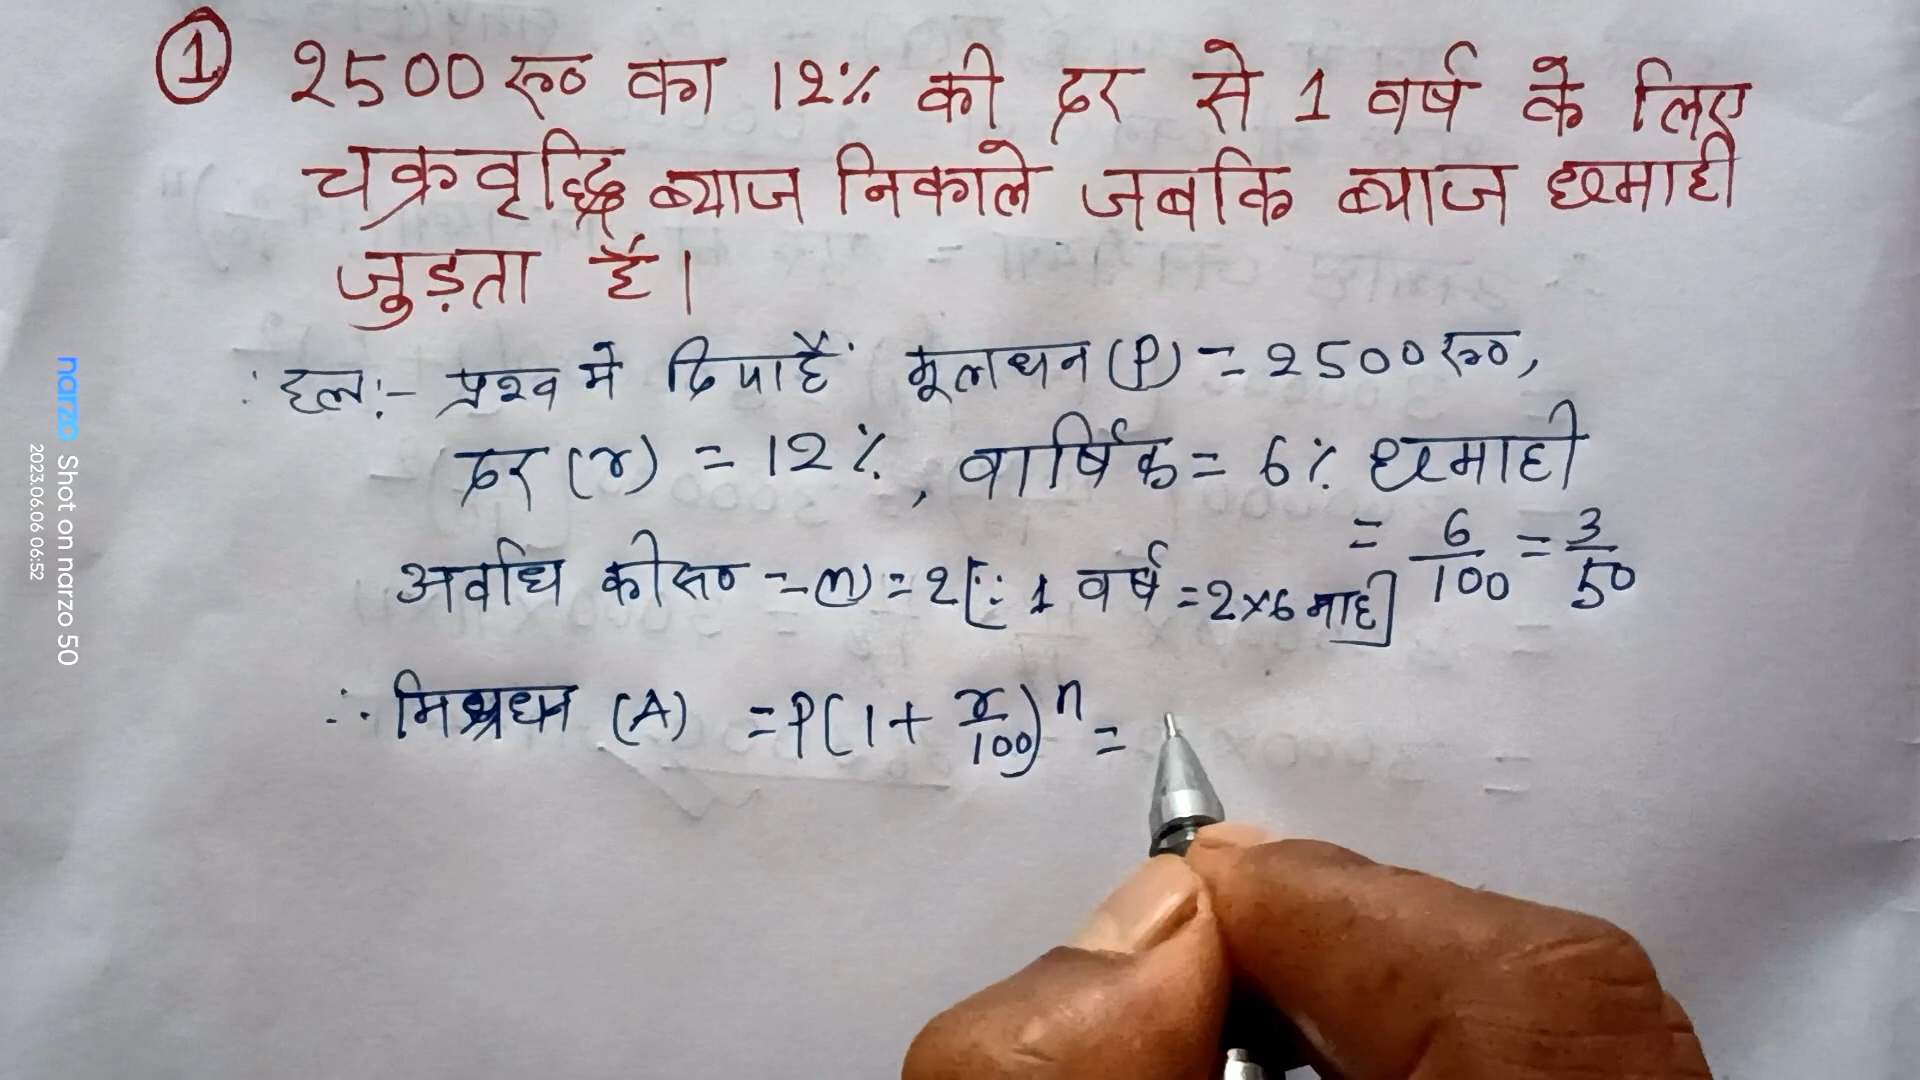 ① 2500 रू० का 12% की दर से 1 वर्ष के लिए
चक्रवृद्धि ब्याज निकाले जबकि ब्याज छमाही
जुड़ता है।
हल:- प्रश्न में दिया है मूलधन (P) = 2500 रू०,
दर (r) = 12%, वार्षिक = 6% छमाही
= 6/100 = 3/50
अवधि की सं० = (n) = 2 [∵ 1 वर्ष = 2×6 माह]
∴ मिश्रधन (A) = P(1 + r/100)^n =
narzo Shot on narzo 50
2023.06.06 06:52